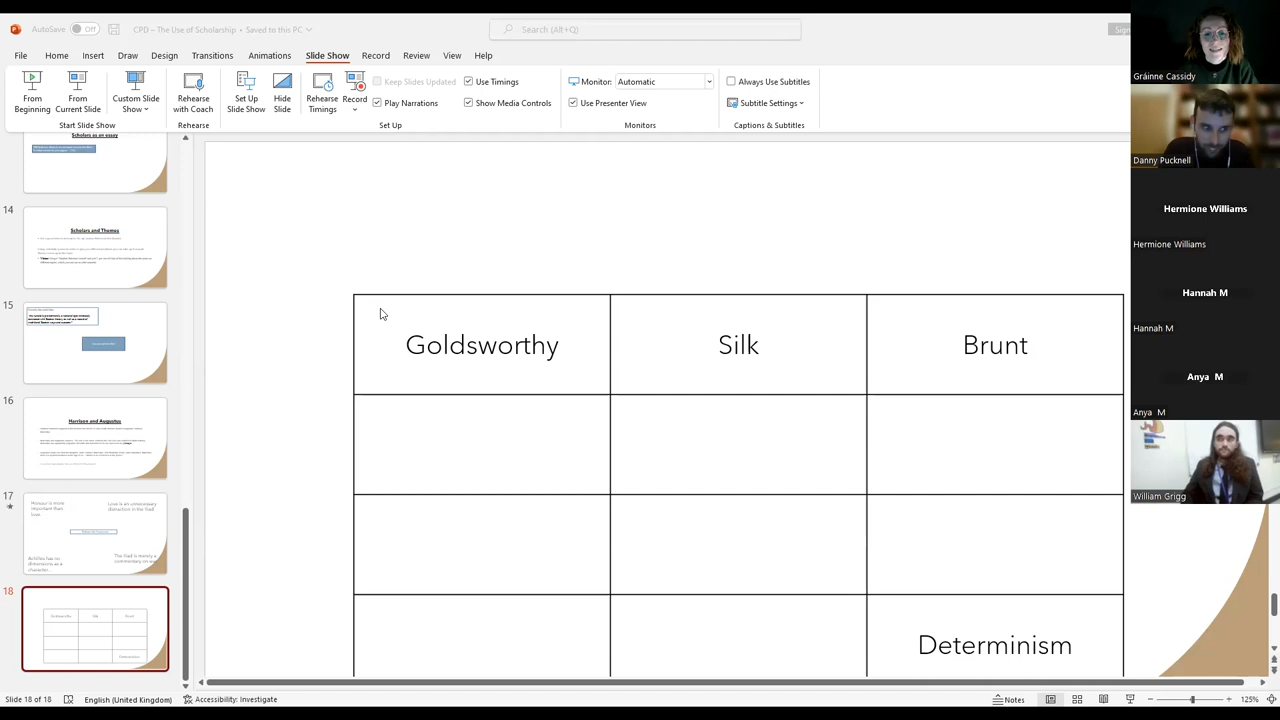 AutoSave Off CPD – The Use of Scholarship • Saved to this PC Search (Alt+Q) Sign
File Home Insert Draw Design Transitions Animations Slide Show Record Review View Help
From Beginning
From Current Slide
Custom Slide Show
Start Slide Show
Rehearse with Coach
Rehearse
Set Up Slide Show
Hide Slide
Rehearse Timings
Record
Keep Slides Updated
Play Narrations
Use Timings
Show Media Controls
Set Up
Monitor: Automatic
Use Presenter View
Monitors
Always Use Subtitles
Subtitle Settings
Captions & Subtitles
Scholars as an essay
14
Scholars and Themes
15
16
Harrison and Augustus
17
Honour is more important than love
Love is an unnecessary distraction in the Iliad
Achilles has no dimensions as a character...
The Iliad is merely a commentary on
18
Goldsworthy Silk Brunt
Determinism
Goldsworthy Silk Brunt
Determinism
Gráinne Cassidy
Danny Pucknell
Hermione Williams
Hermione Williams
Hannah M
Hannah M
Anya M
Anya M
William Grigg
Slide 18 of 18 English (United Kingdom) Accessibility: Investigate Notes 125%